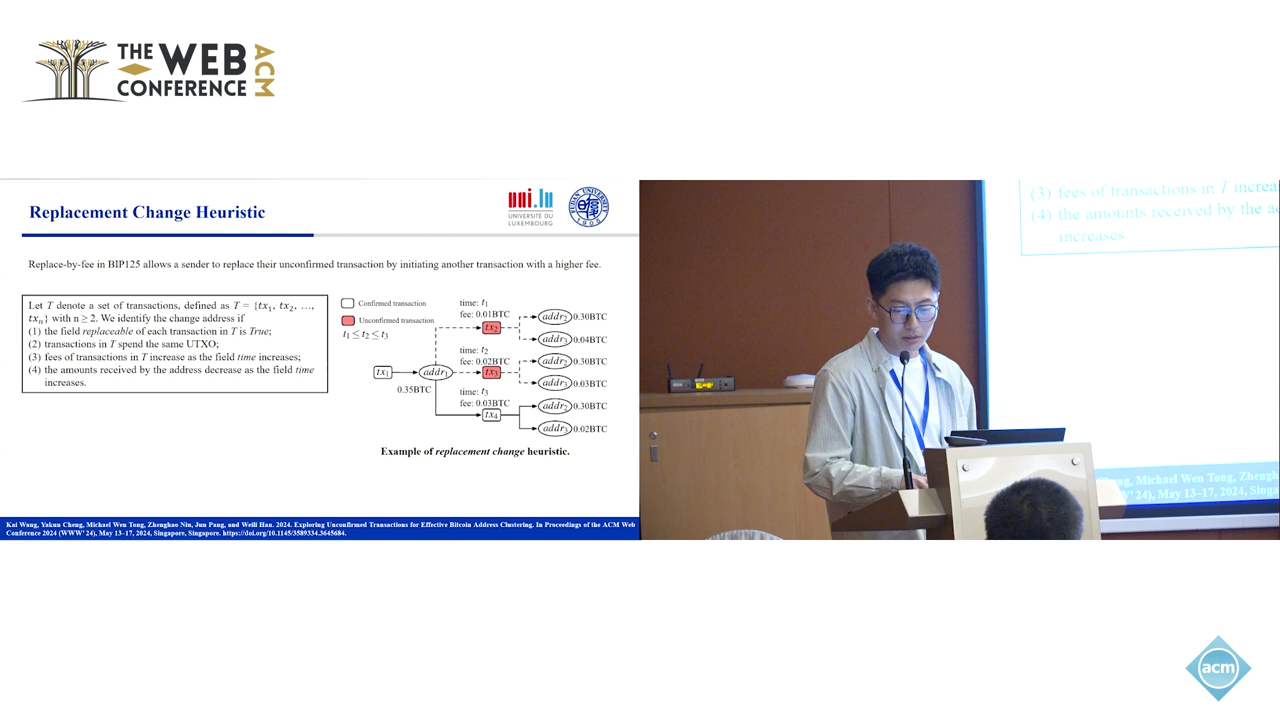 THE WEB
CONFERENCE
ACM
Replacement Change Heuristic
uni.lu
UNIVERSITÉ DU
LUXEMBOURG
Replace-by-fee in BIP125 allows a sender to replace their unconfirmed transaction by initiating another transaction with a higher fee.
Let T denote a set of transactions, defined as T = {tx₁, tx₂, ...,
txₙ} with n ≥ 2. We identify the change address if
(1) the field replaceable of each transaction in T is True;
(2) transactions in T spend the same UTXO;
(3) fees of transactions in T increase as the field time increases;
(4) the amounts received by the address decrease as the field time
increases.
Confirmed transaction
Unconfirmed transaction
t₁ ≤ t₂ ≤ t₃
time: t₁
fee: 0.01BTC
tx₂
addr₂ 0.30BTC
addr₃ 0.04BTC
time: t₂
fee: 0.02BTC
tx₁
addr₁
tx₃
0.35BTC
addr₂ 0.30BTC
addr₃ 0.03BTC
time: t₃
fee: 0.03BTC
tx₄
addr₂ 0.30BTC
addr₃ 0.02BTC
Example of replacement change heuristic.
Kai Wang, Yakun Cheng, Michael Wen Tong, Zhenghao Niu, Jun Pang, and Weili Han. 2024. Exploring Unconfirmed Transactions for Effective Bitcoin Address Clustering. In Proceedings of the ACM Web
Conference 2024 (WWW' 24), May 13–17, 2024, Singapore, Singapore. https://doi.org/10.1145/3589334.3645684.
(3) fees of transactions in T
(4) the amounts received by the
increases.
Michael Wen Tong,
24), May 13–17, 2024,
acm